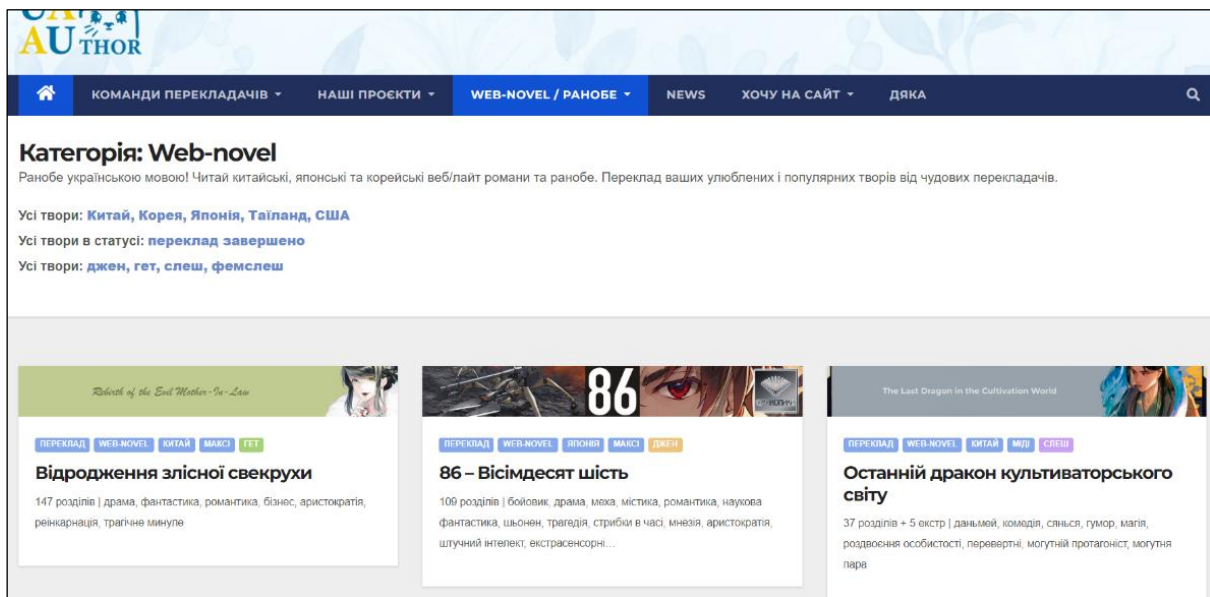 AUTHOR
КОМАНДИ ПЕРЕКЛАДАЧІВ
НАШІ ПРОЄКТИ
WEB-NOVEL / РАНОБЕ
NEWS
ХОЧУ НА САЙТ
ДЯКА
Категорія: Web-novel
Ранобе українською мовою! Читай китайські, японські та корейські веб/лайт романи та ранобе. Переклад ваших улюблених і популярних творів від чудових перекладачів.
Усі твори: Китай, Корея, Японія, Таїланд, США
Усі твори в статусі: переклад завершено
Усі твори: джен, гет, слеш, фемслеш
Rebirth of the Evil Mother-In-Law
ПЕРЕКЛАД WEB-NOVEL КИТАЙ МАКСІ ГЕТ
Відродження злісної свекрухи
147 розділів | драма, фантастика, романтика, бізнес, аристократія,
реінкарнація, трагічне минуле
86
ПЕРЕКЛАД WEB-NOVEL ЯПОНІЯ МАКСІ ДЖЕН
86 – Вісімдесят шість
109 розділів | бойовик, драма, меха, містика, романтика, наукова
фантастика, шьонен, трагедія, стрибки в часі, мнезія, аристократія,
штучний інтелект, екстрасенсорні…
The Last Dragon in the Cultivation World
ПЕРЕКЛАД WEB-NOVEL КИТАЙ МІДІ СЛЕШ
Останній дракон культиваторського
світу
37 розділів + 5 екстр | даньмей, комедія, сянься, гумор, магія,
роздвоєння особистості, перевертні, могутній протагоніст, могутня
пара